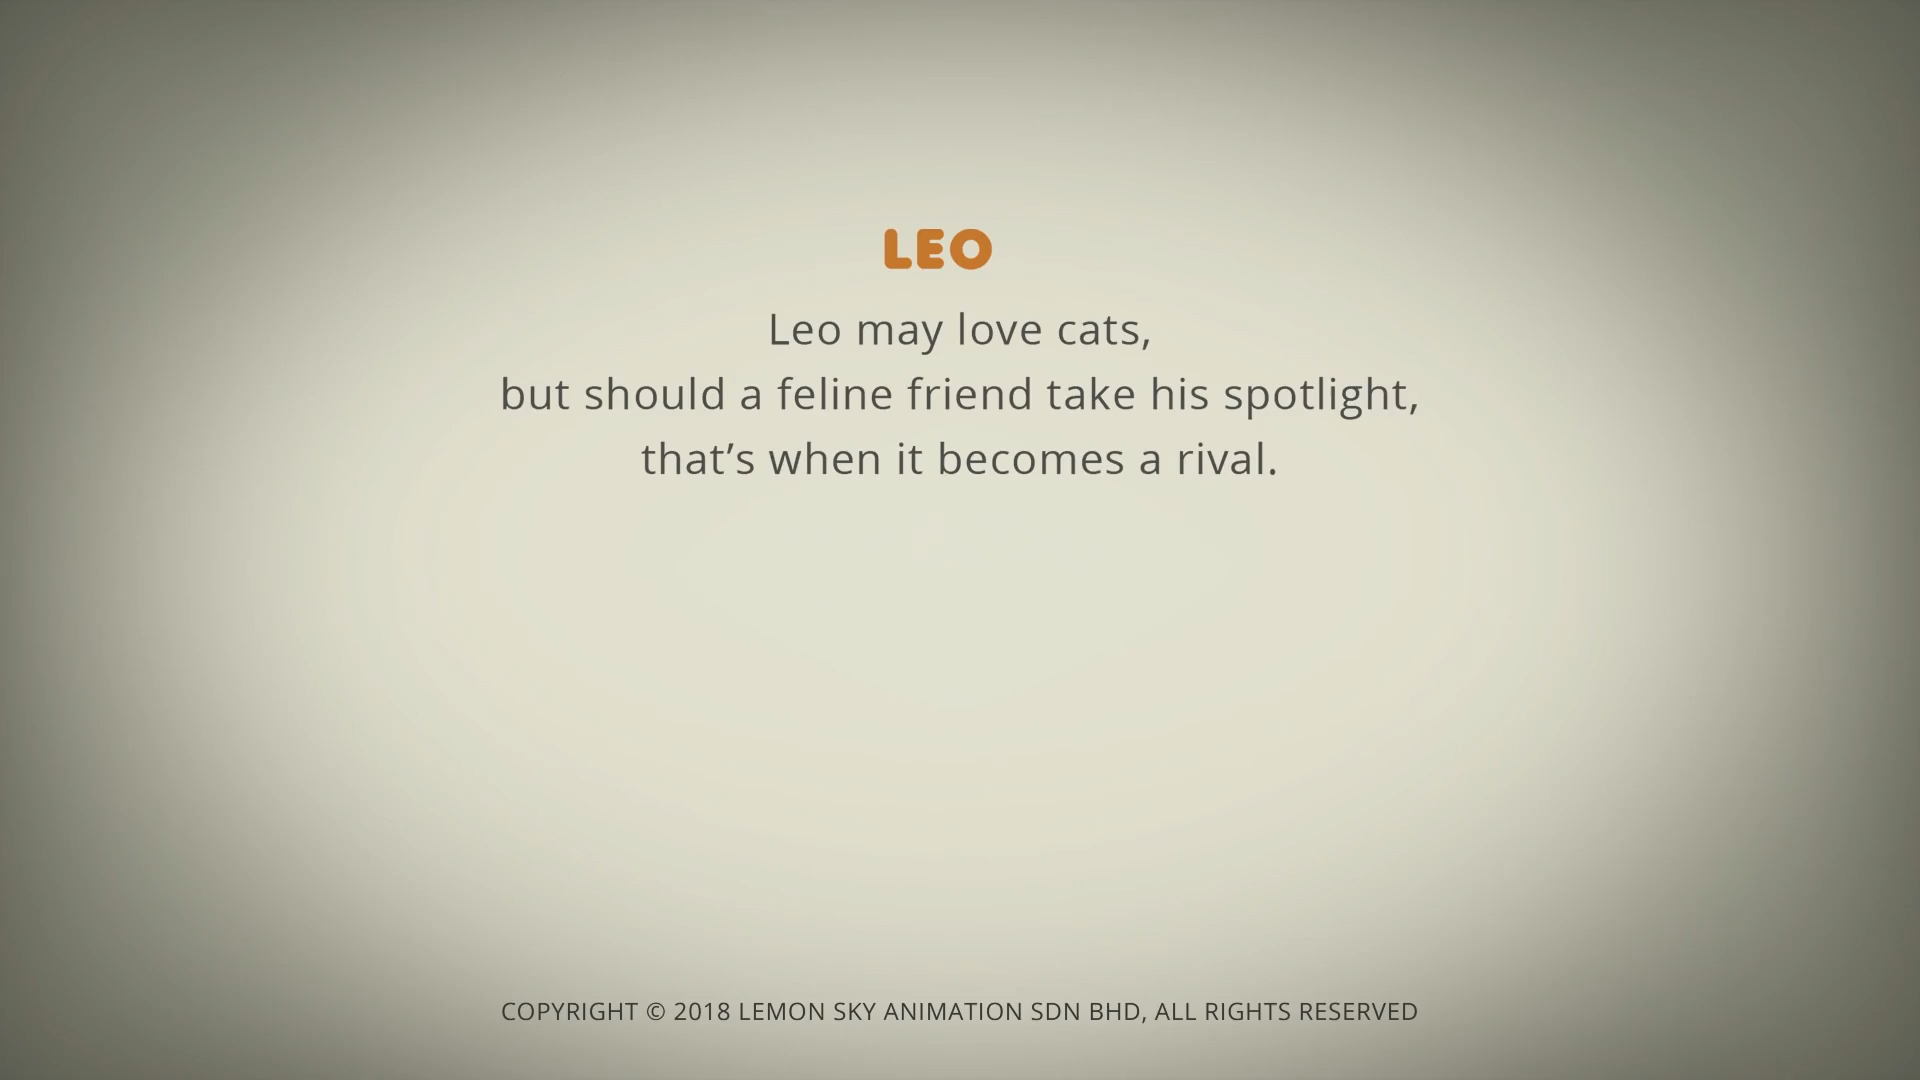 LEO
Leo may love cats,
but should a feline friend take his spotlight,
that’s when it becomes a rival.
COPYRIGHT © 2018 LEMON SKY ANIMATION SDN BHD, ALL RIGHTS RESERVED